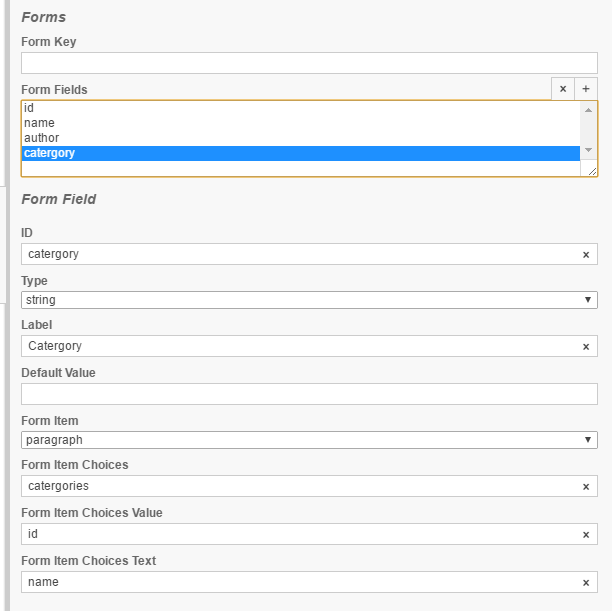 Forms
Form Key
Form Fields × +
id
name
author
catergory
Form Field
ID
catergory ×
Type
string ▼
Label
Catergory ×
Default Value
Form Item
paragraph ▼
Form Item Choices
catergories ×
Form Item Choices Value
id ×
Form Item Choices Text
name ×